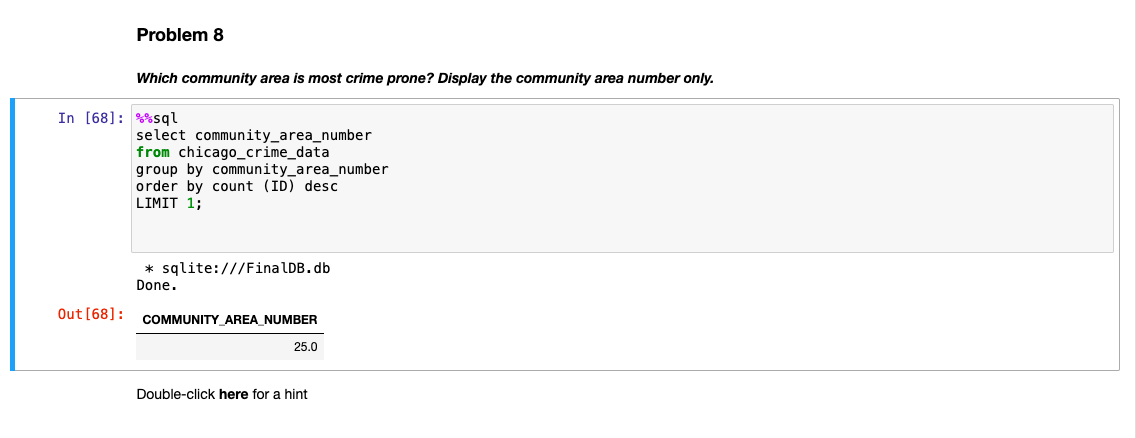 Problem 8
Which community area is most crime prone? Display the community area number only.
In [68]: %%sql
select community_area_number
from chicago_crime_data
group by community_area_number
order by count (ID) desc
LIMIT 1;
* sqlite:///FinalDB.db
Done.
Out[68]: COMMUNITY_AREA_NUMBER
25.0
Double-click here for a hint